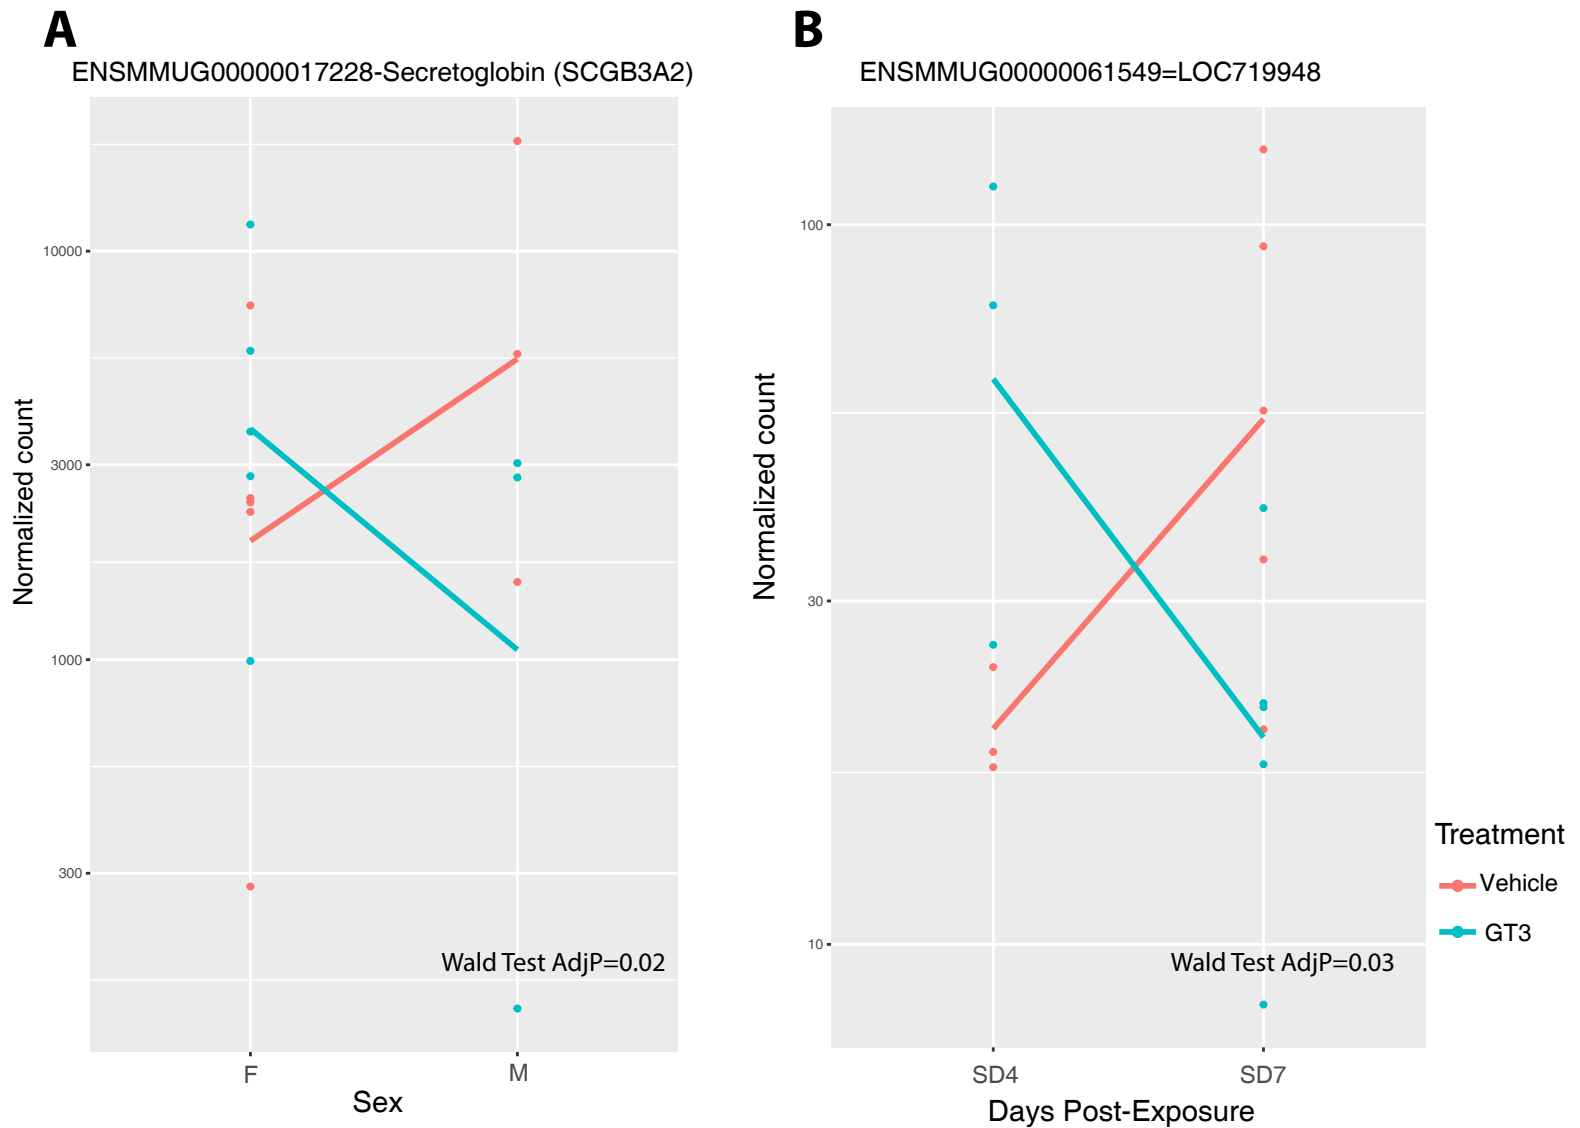 A
ENSMMUG00000017228-Secretoglobin (SCGB3A2)
Normalized count
10000
3000
1000
300
Wald Test AdjP=0.02
F
M
Sex
B
ENSMMUG00000061549=LOC719948
Normalized count
100
30
10
Wald Test AdjP=0.03
SD4
SD7
Days Post-Exposure
Treatment
Vehicle
GT3